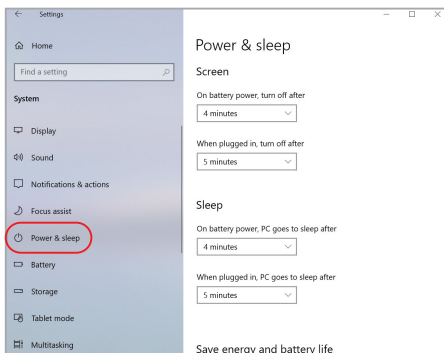 Settings
Home
Find a setting
System
Display
Sound
Notifications & actions
Focus assist
Power & sleep
Battery
Storage
Tablet mode
Multitasking
Power & sleep
Screen
On battery power, turn off after
4 minutes
When plugged in, turn off after
5 minutes
Sleep
On battery power, PC goes to sleep after
4 minutes
When plugged in, PC goes to sleep after
5 minutes
Save energy and battery life